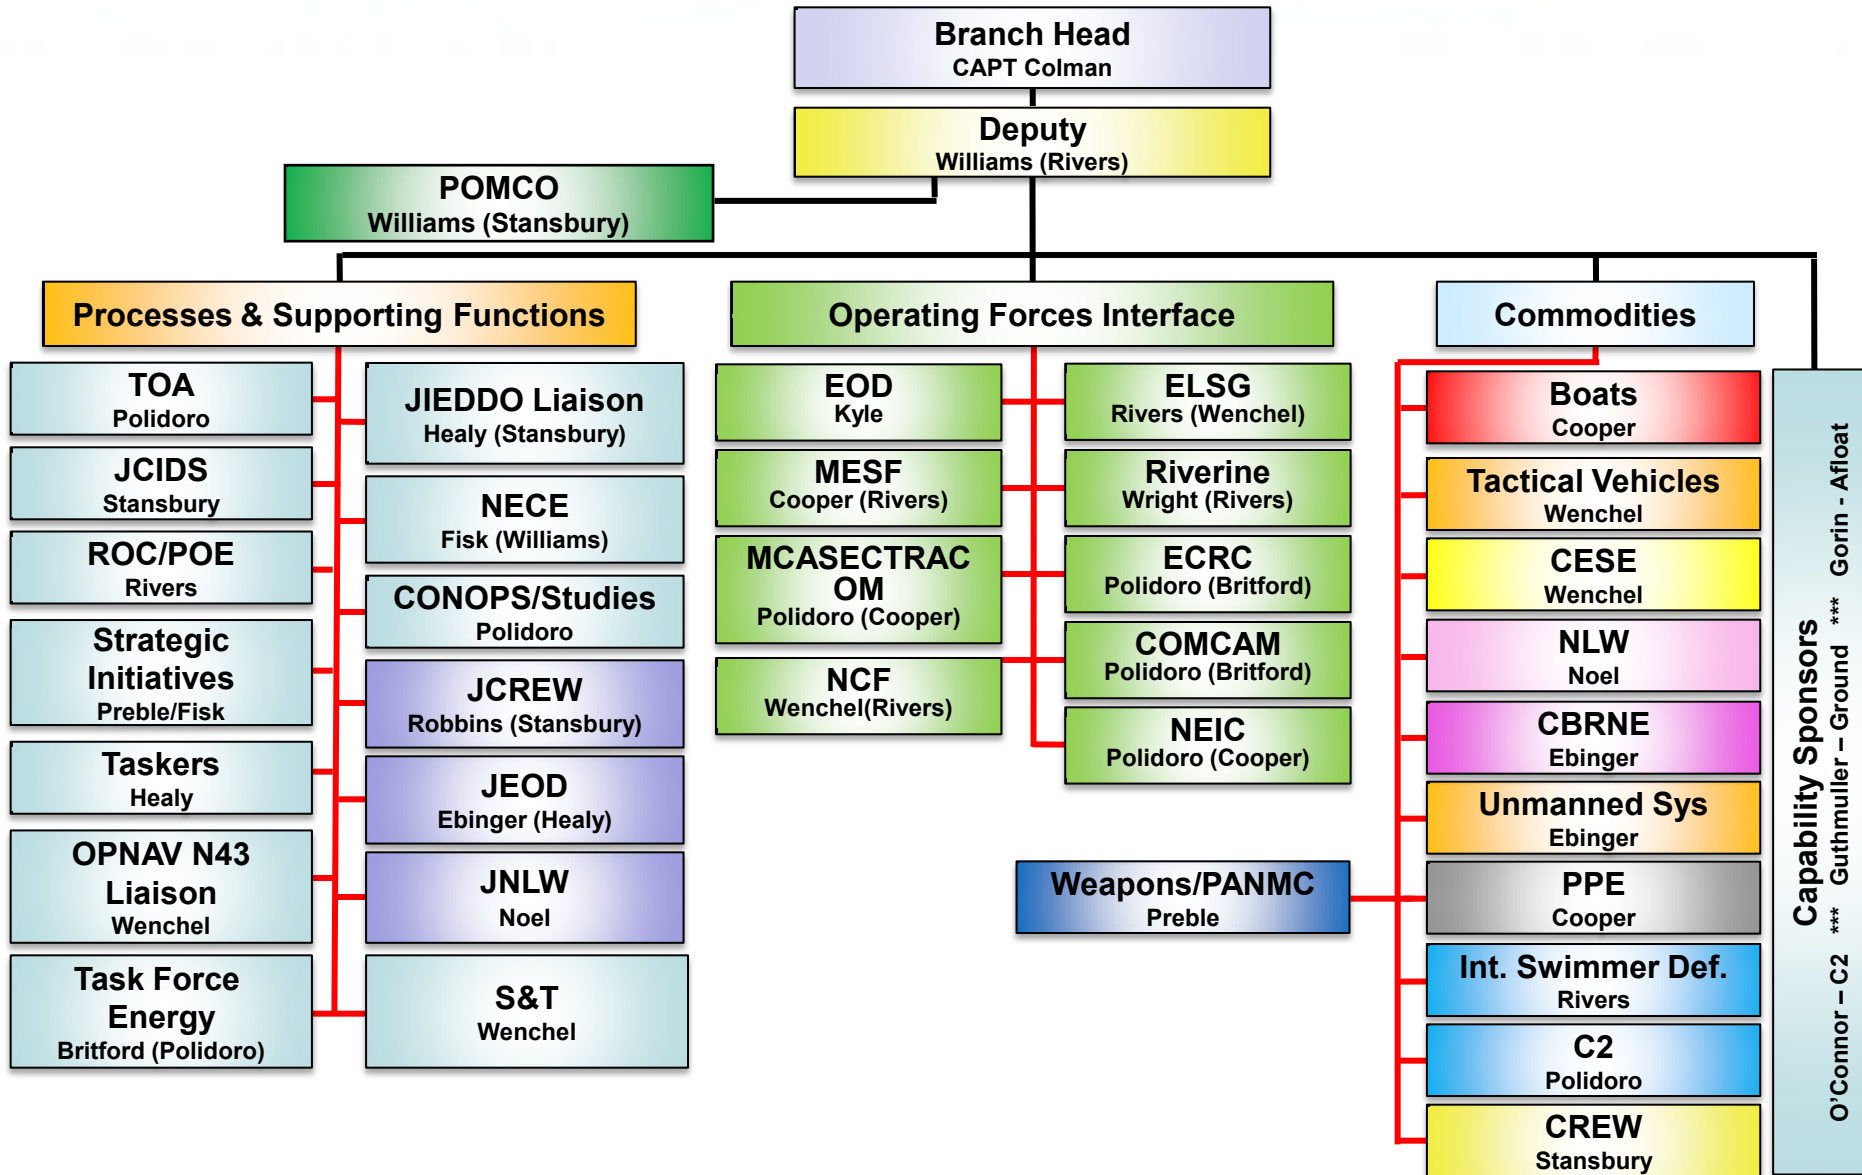 Branch Head
CAPT Colman
Deputy
Williams (Rivers)
POMCO
Williams (Stansbury)
Processes & Supporting Functions
TOA
Polidoro
JCIDS
Stansbury
ROC/POE
Rivers
Strategic
Initiatives
Preble/Fisk
Taskers
Healy
OPNAV N43
Liaison
Wenchel
Task Force
Energy
Britford (Polidoro)
JIEDDO Liaison
Healy (Stansbury)
NECE
Fisk (Williams)
CONOPS/Studies
Polidoro
JCREW
Robbins (Stansbury)
JEOD
Ebinger (Healy)
JNLW
Noel
S&T
Wenchel
Operating Forces Interface
EOD
Kyle
MESF
Cooper (Rivers)
MCASECTRAC
OM
Polidoro (Cooper)
NCF
Wenchel(Rivers)
ELSG
Rivers (Wenchel)
Riverine
Wright (Rivers)
ECRC
Polidoro (Britford)
COMCAM
Polidoro (Britford)
NEIC
Polidoro (Cooper)
Commodities
Boats
Cooper
Tactical Vehicles
Wenchel
CESE
Wenchel
NLW
Noel
CBRNE
Ebinger
Unmanned Sys
Ebinger
Weapons/PANMC
Preble
PPE
Cooper
Int. Swimmer Def.
Rivers
C2
Polidoro
CREW
Stansbury
Capability Sponsors
O'Connor – C2 *** Guthmuller – Ground *** Gorin - Afloat